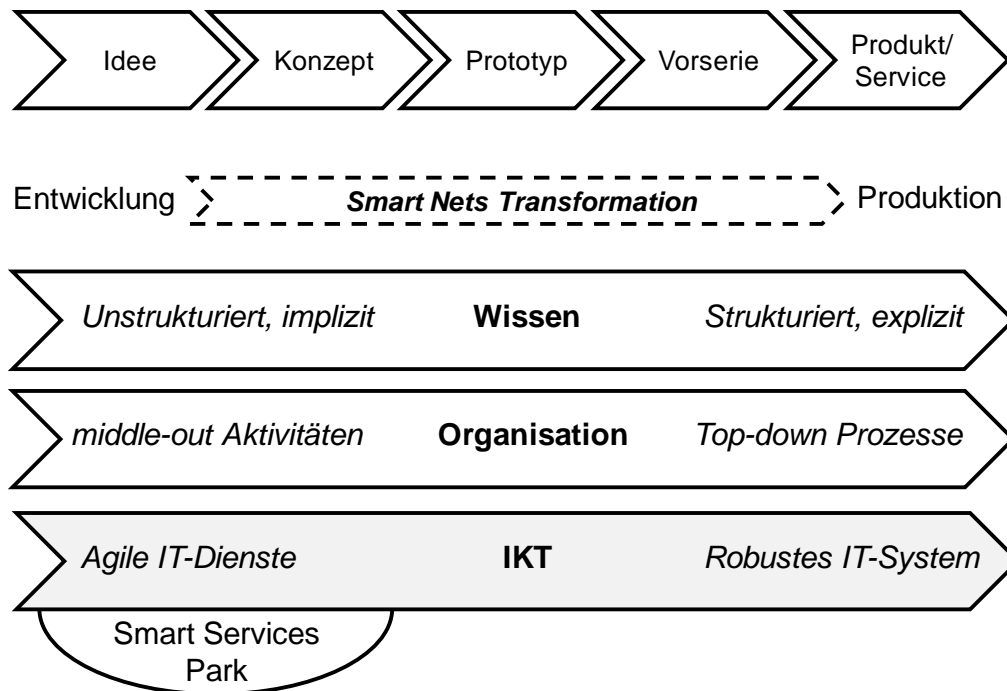 Idee
Konzept
Prototyp
Vorserie
Produkt/
Service
Entwicklung
Smart Nets Transformation
Produktion
Unstrukturiert, implizit
Wissen
Strukturiert, explizit
middle-out Aktivitäten
Organisation
Top-down Prozesse
Agile IT-Dienste
IKT
Robustes IT-System
Smart Services
Park